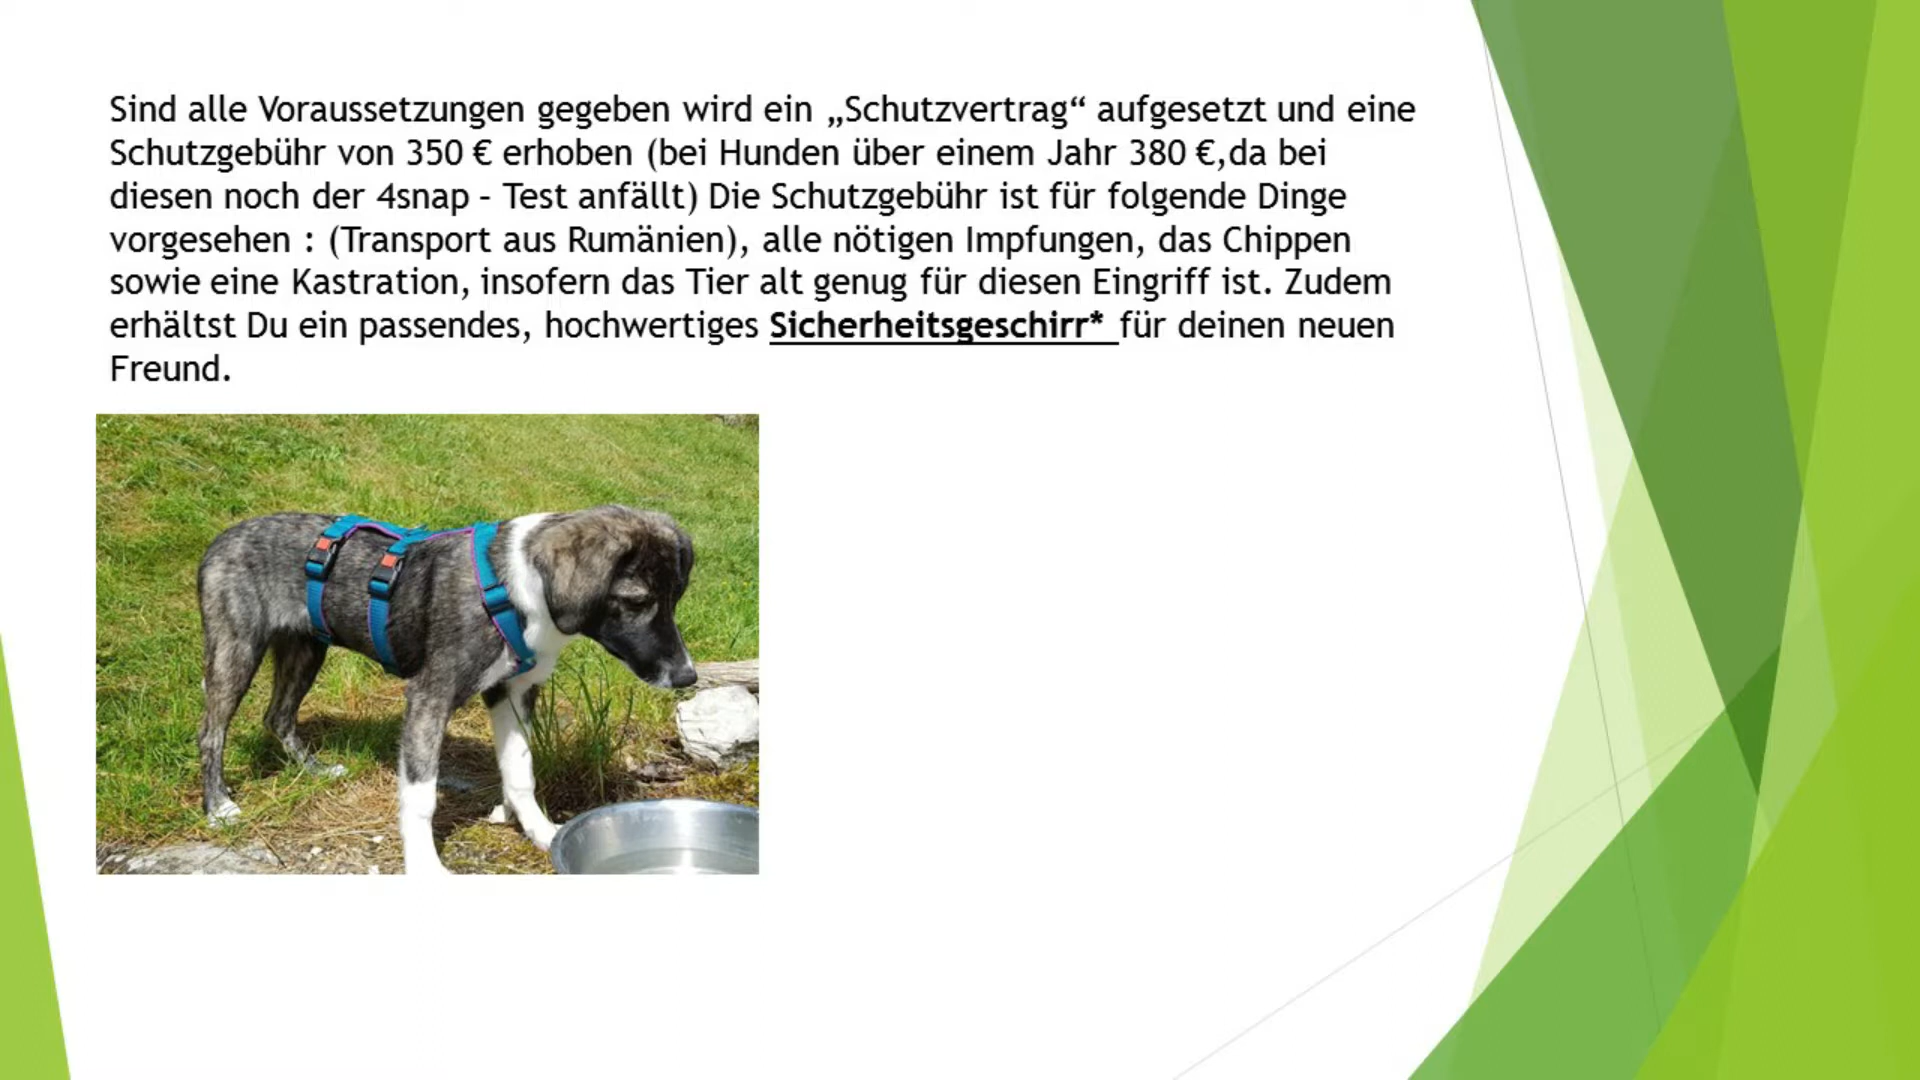 Sind alle Voraussetzungen gegeben wird ein „Schutzvertrag“ aufgesetzt und eine
Schutzgebühr von 350 € erhoben (bei Hunden über einem Jahr 380 €,da bei
diesen noch der 4snap – Test anfällt) Die Schutzgebühr ist für folgende Dinge
vorgesehen : (Transport aus Rumänien), alle nötigen Impfungen, das Chippen
sowie eine Kastration, insofern das Tier alt genug für diesen Eingriff ist. Zudem
erhältst Du ein passendes, hochwertiges Sicherheitsgeschirr* für deinen neuen
Freund.